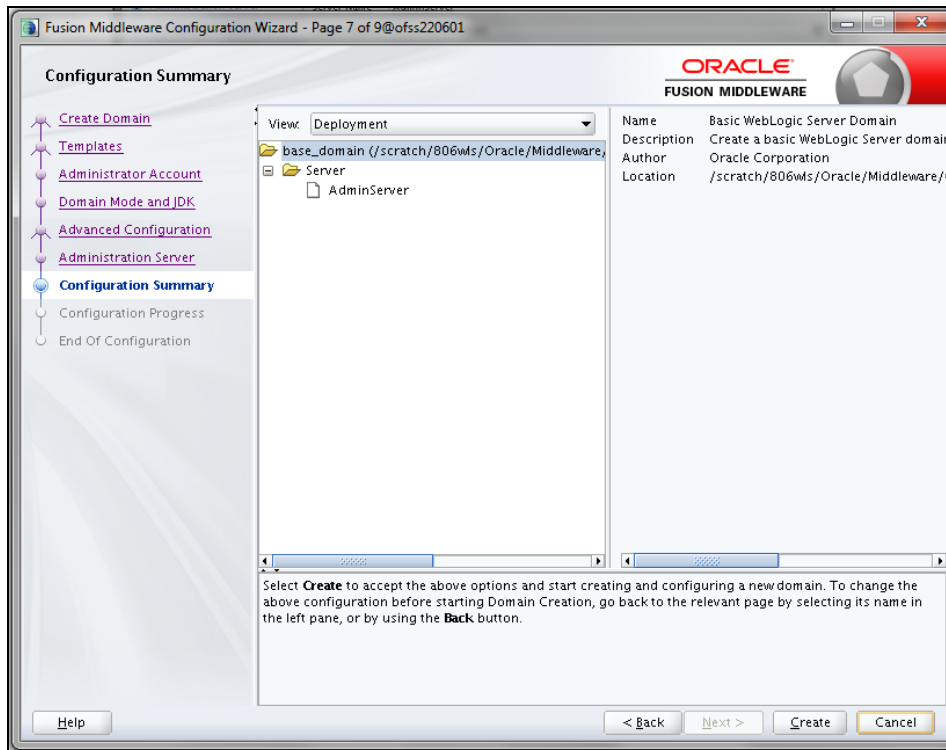 Fusion Middleware Configuration Wizard - Page 7 of 9@ofss220601
Configuration Summary
ORACLE
FUSION MIDDLEWARE
Create Domain
Templates
Administrator Account
Domain Mode and JDK
Advanced Configuration
Administration Server
Configuration Summary
Configuration Progress
End Of Configuration
View: Deployment
base_domain (/scratch/806wls/Oracle/Middleware/
Server
AdminServer
Name Basic WebLogic Server Domain
Description Create a basic WebLogic Server domain
Author Oracle Corporation
Location /scratch/806wls/Oracle/Middleware/
Select Create to accept the above options and start creating and configuring a new domain. To change the
above configuration before starting Domain Creation, go back to the relevant page by selecting its name in
the left pane, or by using the Back button.
Help
< Back
Next >
Create
Cancel